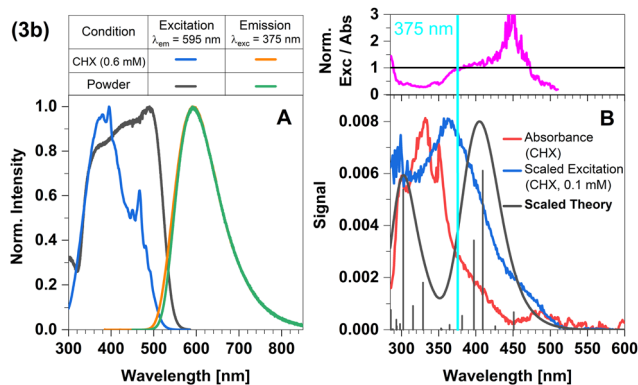 (3b)
Condition Excitation Emission
λem = 595 nm λexc = 375 nm
CHX (0.6 mM)
Powder
A
Norm. Intensity
1.0
0.8
0.6
0.4
0.2
0.0
300 400 500 600 700 800
Wavelength [nm]
375 nm
Norm.
Exc / Abs
3
2
1
0
B
Absorbance
(CHX)
Scaled Excitation
(CHX, 0.1 mM)
Scaled Theory
Signal
0.008
0.006
0.004
0.002
0.000
300 350 400 450 500 550 600
Wavelength [nm]